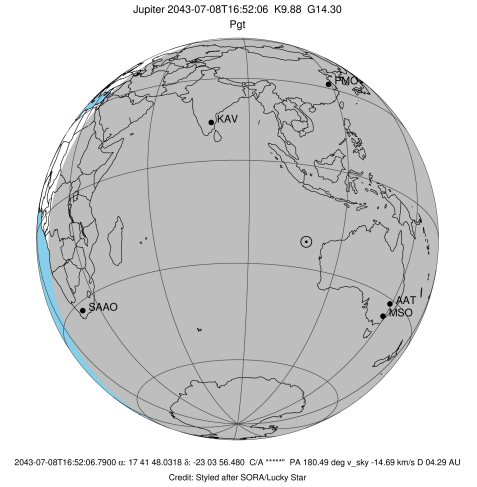 Jupiter 2043-07-08T16:52:06 K9.88 G14.30
Pgt
PMO
KAV
SAAO
AAT
MSO
2043-07-08T16:52:06.7900 α: 17 41 48.0318 δ: -23 03 56.480 C/A *****" PA 180.49 deg v_sky -14.69 km/s D 04.29 AU
Credit: Styled after SORA/Lucky Star